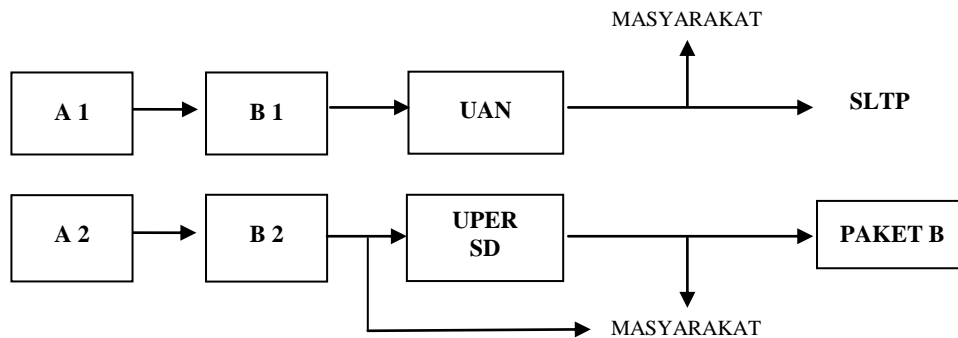 MASYARAKAT
A 1
B 1
UAN
SLTP
A 2
B 2
UPER
SD
PAKET B
MASYARAKAT